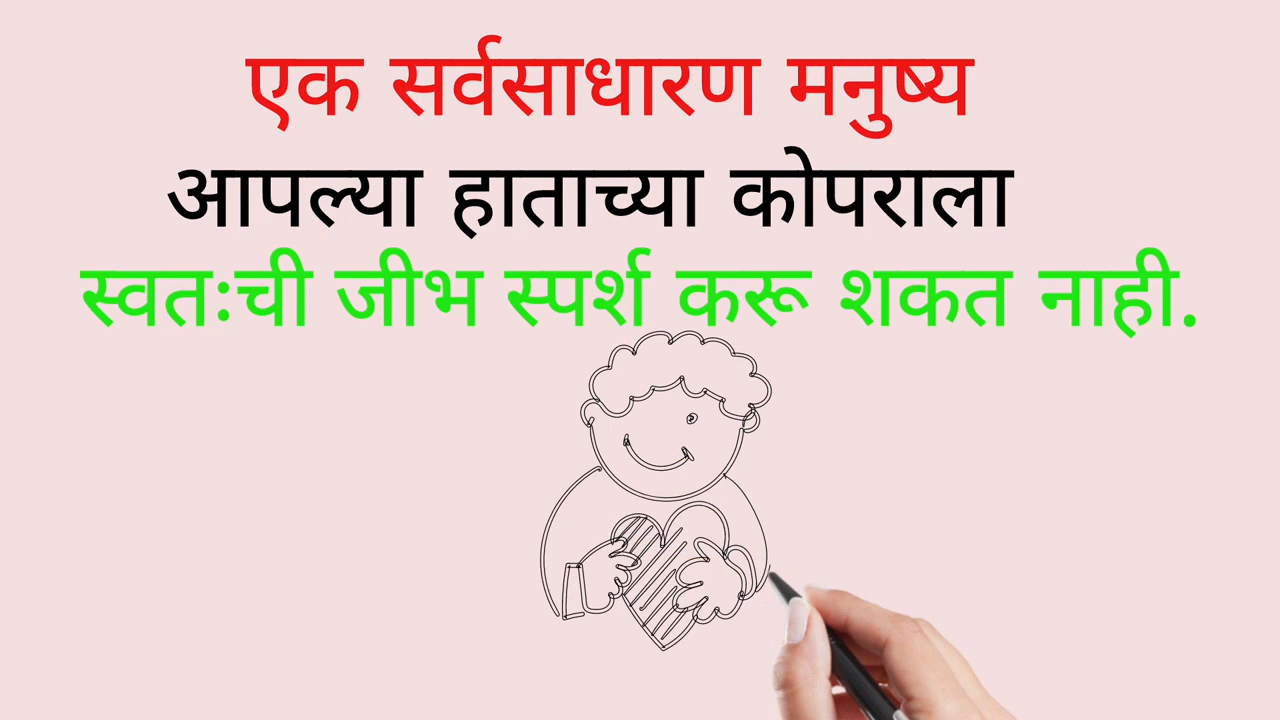 एक सर्वसाधारण मनुष्य
आपल्या हाताच्या कोपराला
स्वतःची जीभ स्पर्श करू शकत नाही.